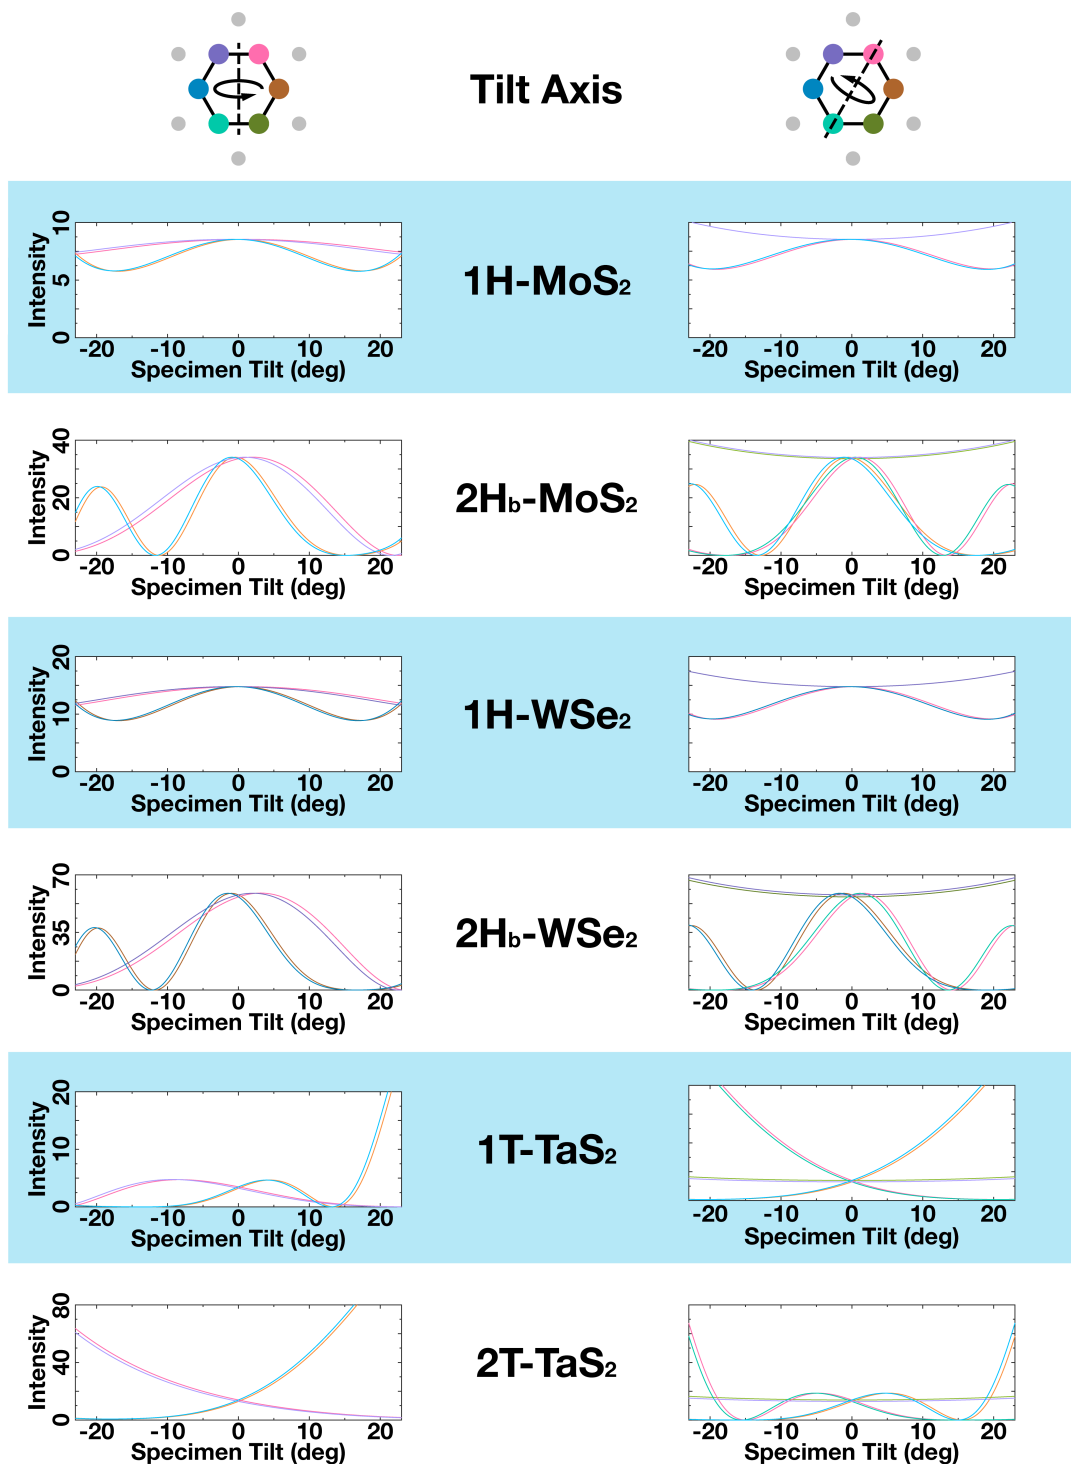 Tilt Axis
Intensity
10
5
0
-20 -10 0 10 20
Specimen Tilt (deg)
1H-MoS2
-20 -10 0 10 20
Specimen Tilt (deg)
Intensity
40
20
0
-20 -10 0 10 20
Specimen Tilt (deg)
2Hb-MoS2
-20 -10 0 10 20
Specimen Tilt (deg)
Intensity
20
10
0
-20 -10 0 10 20
Specimen Tilt (deg)
1H-WSe2
-20 -10 0 10 20
Specimen Tilt (deg)
Intensity
70
35
0
-20 -10 0 10 20
Specimen Tilt (deg)
2Hb-WSe2
-20 -10 0 10 20
Specimen Tilt (deg)
Intensity
20
10
0
-20 -10 0 10 20
Specimen Tilt (deg)
1T-TaS2
-20 -10 0 10 20
Specimen Tilt (deg)
Intensity
80
40
0
-20 -10 0 10 20
Specimen Tilt (deg)
2T-TaS2
-20 -10 0 10 20
Specimen Tilt (deg)